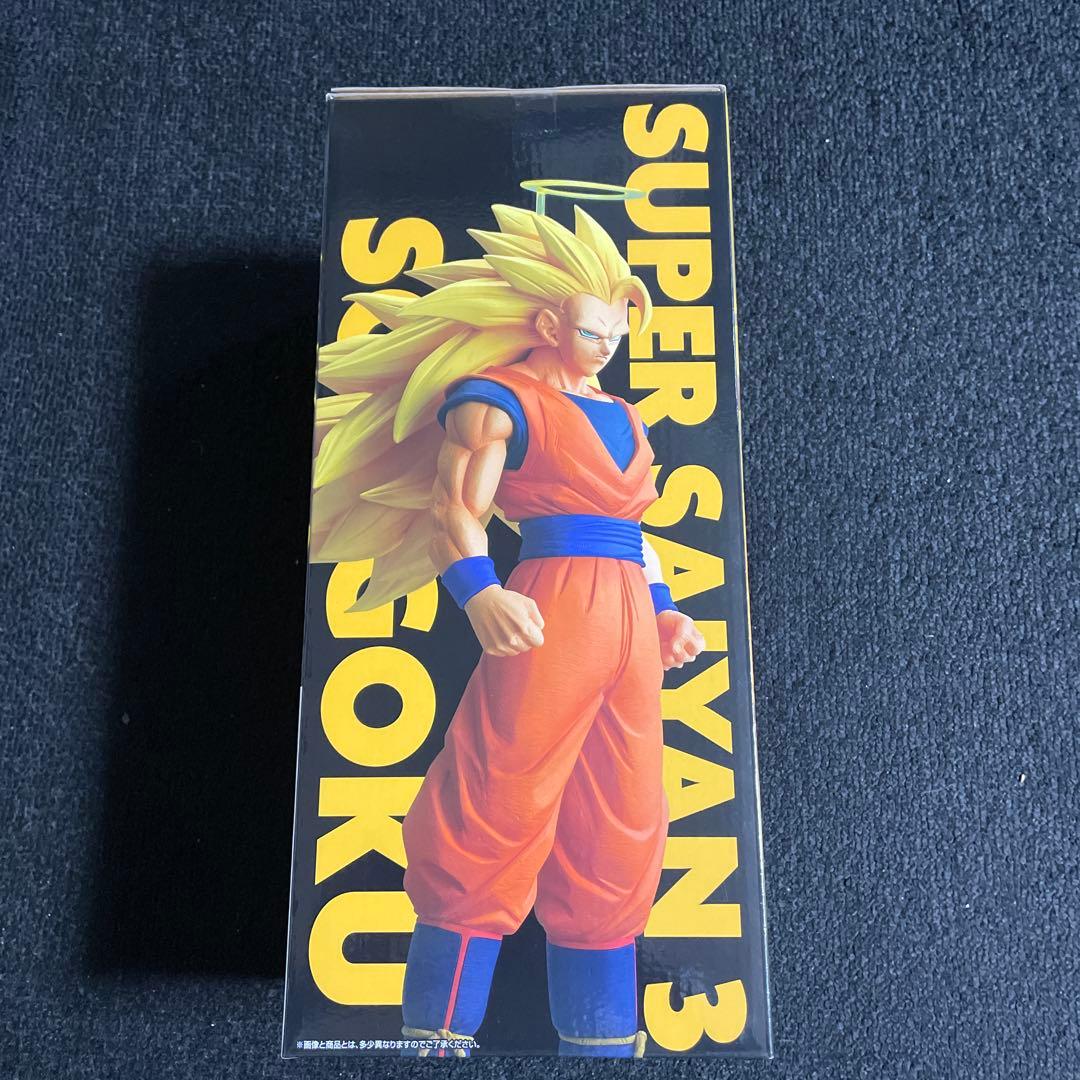 SUPER SAIYAN 3
SON GOKU
※画像と商品とは、多少異なりますのでご了承ください。